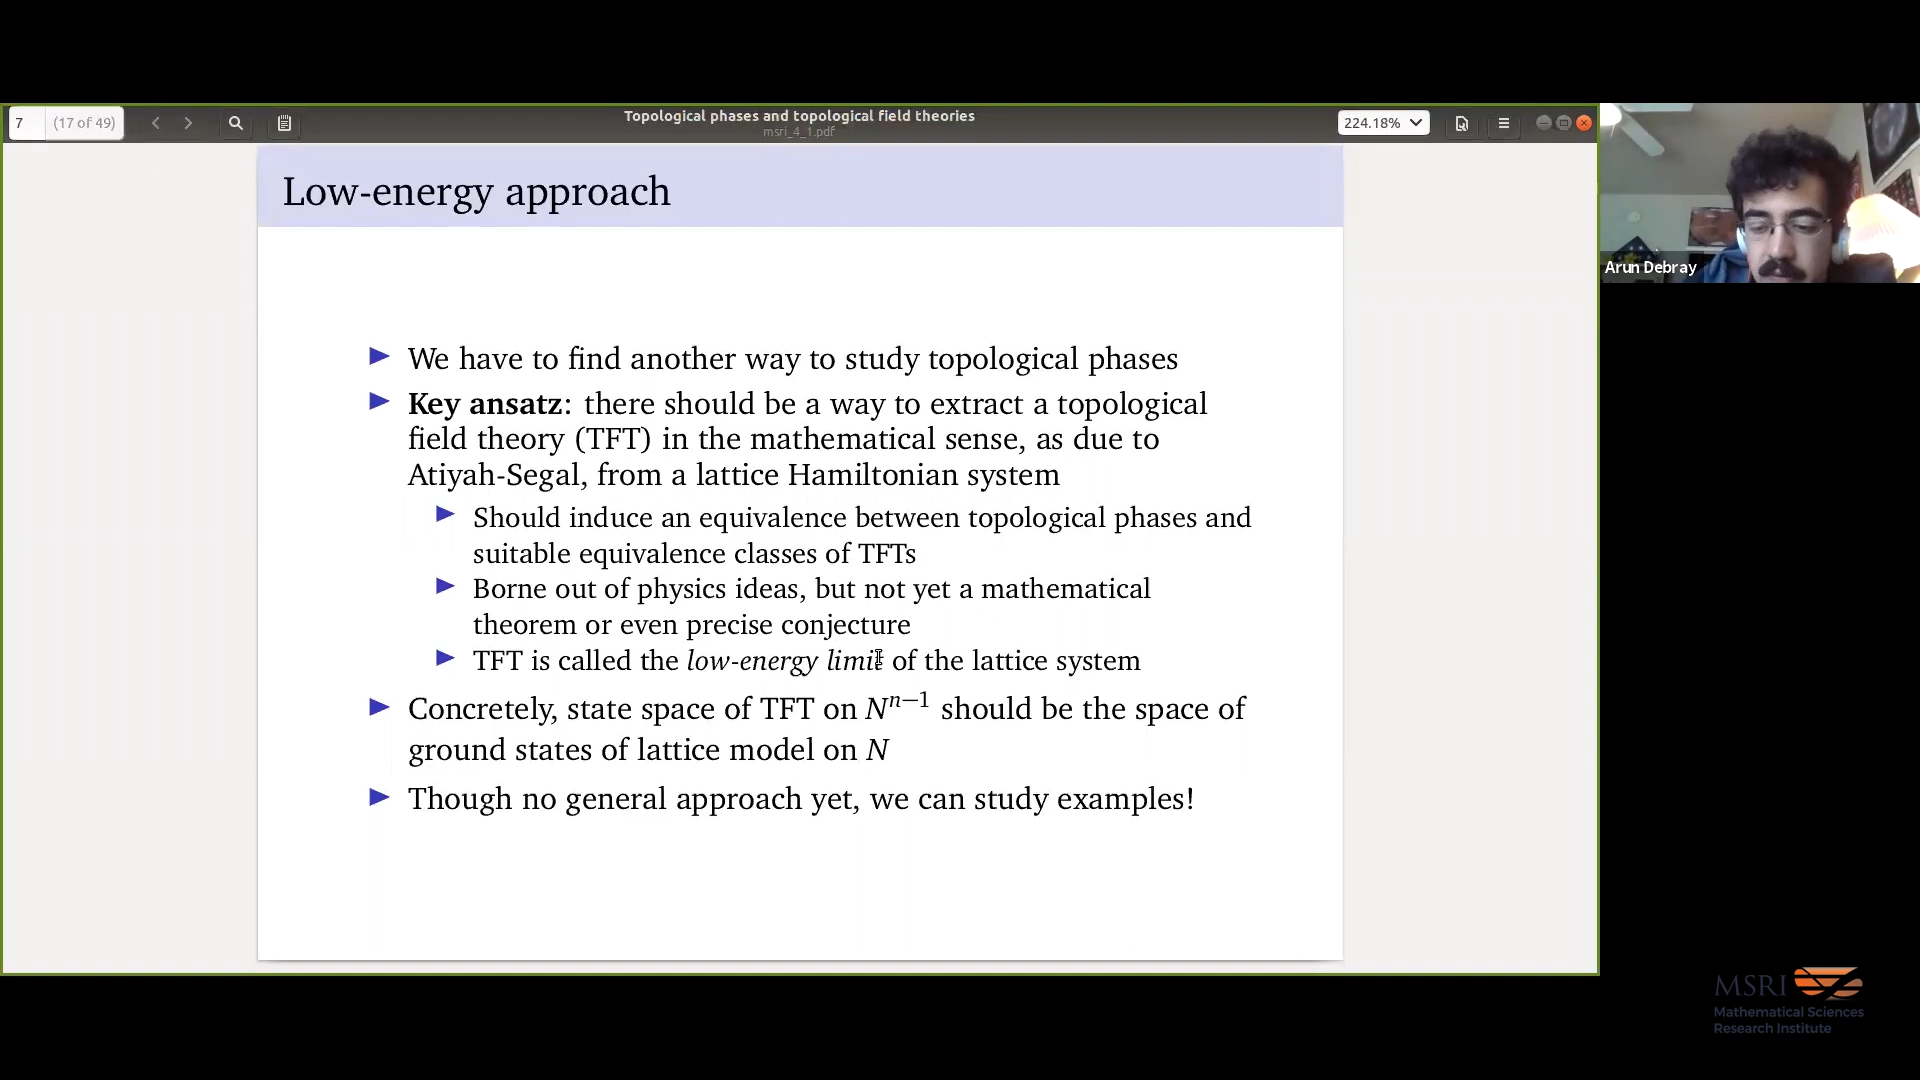 7 (17 of 49)
Topological phases and topological field theories
msri_4_1.pdf
224.18%
Low-energy approach
We have to find another way to study topological phases
Key ansatz: there should be a way to extract a topological
field theory (TFT) in the mathematical sense, as due to
Atiyah-Segal, from a lattice Hamiltonian system
Should induce an equivalence between topological phases and
suitable equivalence classes of TFTs
Borne out of physics ideas, but not yet a mathematical
theorem or even precise conjecture
TFT is called the low-energy limit of the lattice system
Concretely, state space of TFT on Nⁿ⁻¹ should be the space of
ground states of lattice model on N
Though no general approach yet, we can study examples!
Arun Debray
MSRI
Mathematical Sciences
Research Institute